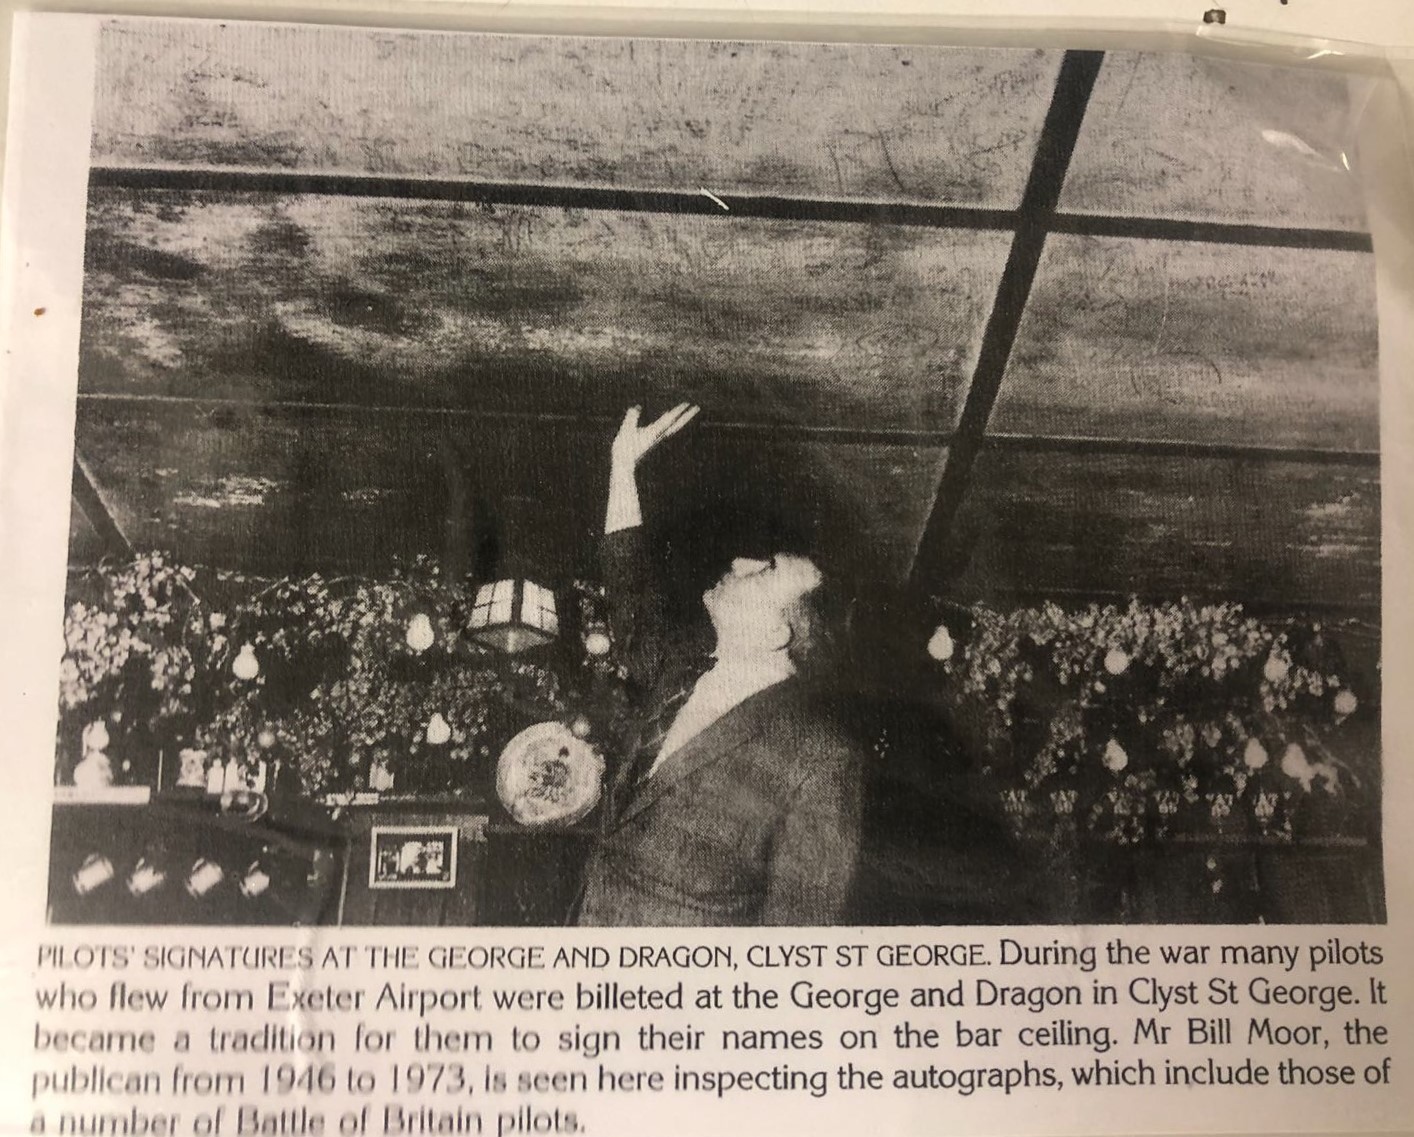 PILOTS' SIGNATURES AT THE GEORGE AND DRAGON, CLYST ST GEORGE. During the war many pilots
who flew from Exeter Airport were billeted at the George and Dragon in Clyst St George. It
became a tradition for them to sign their names on the bar ceiling. Mr Bill Moor, the
publican from 1946 to 1973, is seen here inspecting the autographs, which include those of
a number of Battle of Britain pilots.